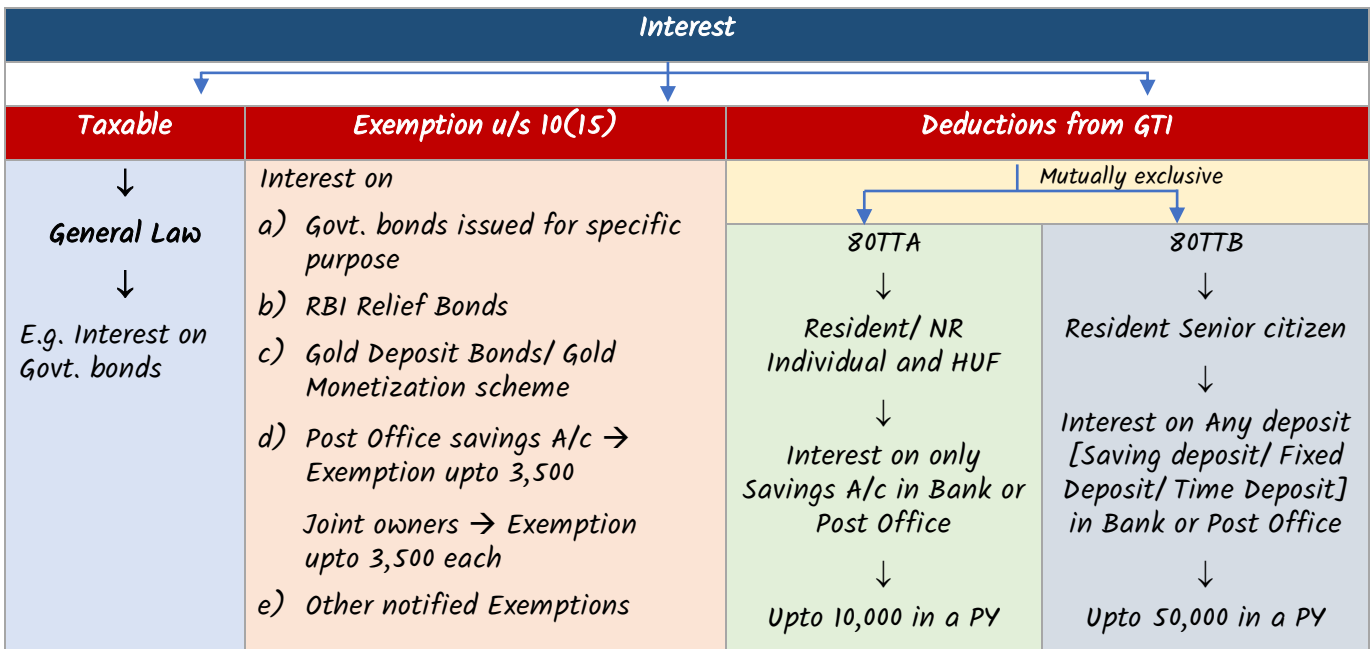 Interest
Taxable
Exemption u/s 10(15)
Deductions from GTI
↓
General Law
↓
E.g. Interest on
Govt. bonds
Interest on
a) Govt. bonds issued for specific
purpose
b) RBI Relief Bonds
c) Gold Deposit Bonds/ Gold
Monetization scheme
d) Post Office savings A/c →
Exemption upto 3,500
Joint owners → Exemption
upto 3,500 each
e) Other notified Exemptions
Mutually exclusive
80TTA
↓
Resident/ NR
Individual and HUF
↓
Interest on only
Savings A/c in Bank or
Post Office
↓
Upto 10,000 in a PY
80TTB
↓
Resident Senior citizen
↓
Interest on Any deposit
[Saving deposit/ Fixed
Deposit/ Time Deposit]
in Bank or Post Office
↓
Upto 50,000 in a PY